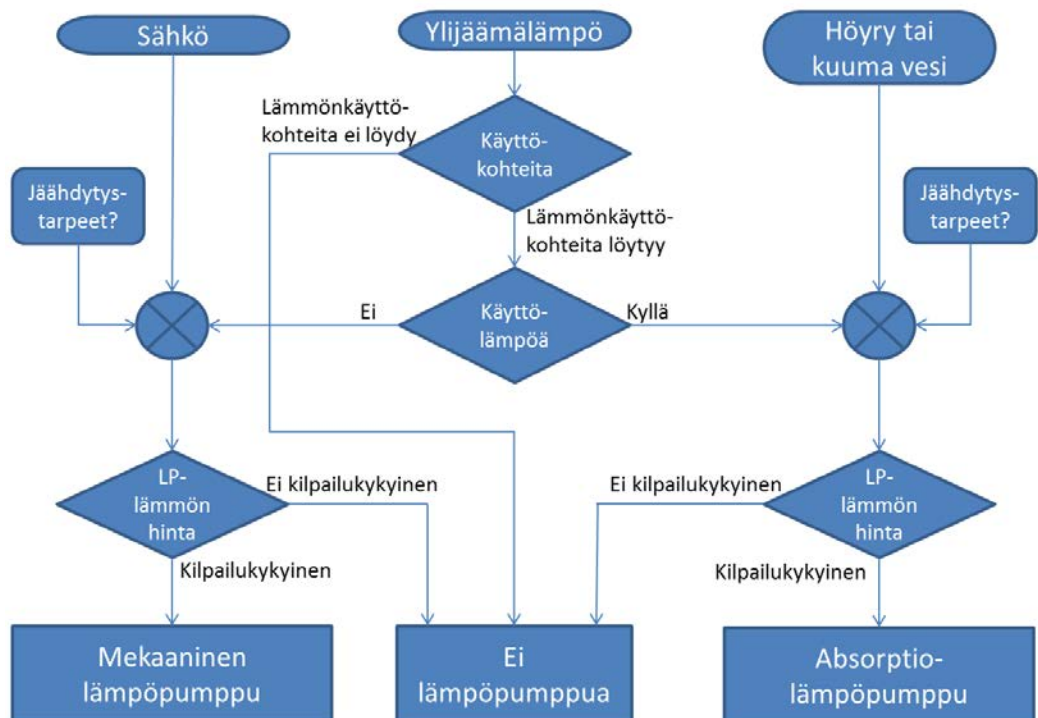 Sähkö
Ylijäämälämpö
Höyry tai
kuuma vesi
Lämmönkäyttö-
kohteita ei löydy
Käyttö-
kohteita
Jäähdytys-
tarpeet?
Jäähdytys-
tarpeet?
Lämmönkäyttö-
kohteita löytyy
Ei
Käyttö-
lämpöä
Kyllä
LP-
lämmön
hinta
Ei kilpailukykyinen
Ei kilpailukykyinen
LP-
lämmön
hinta
Kilpailukykyinen
Kilpailukykyinen
Mekaaninen
lämpöpumppu
Ei
lämpöpumppua
Absorptio-
lämpöpumppu